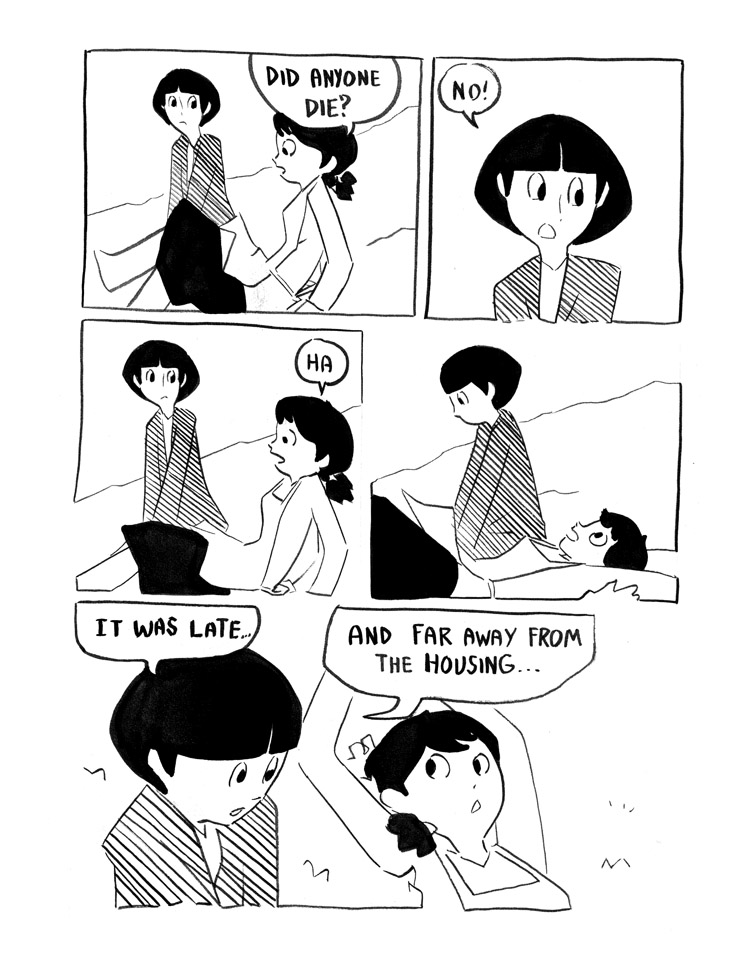 DID ANYONE
DIE?
NO!
HA
IT WAS LATE...
AND FAR AWAY FROM
THE HOUSING...